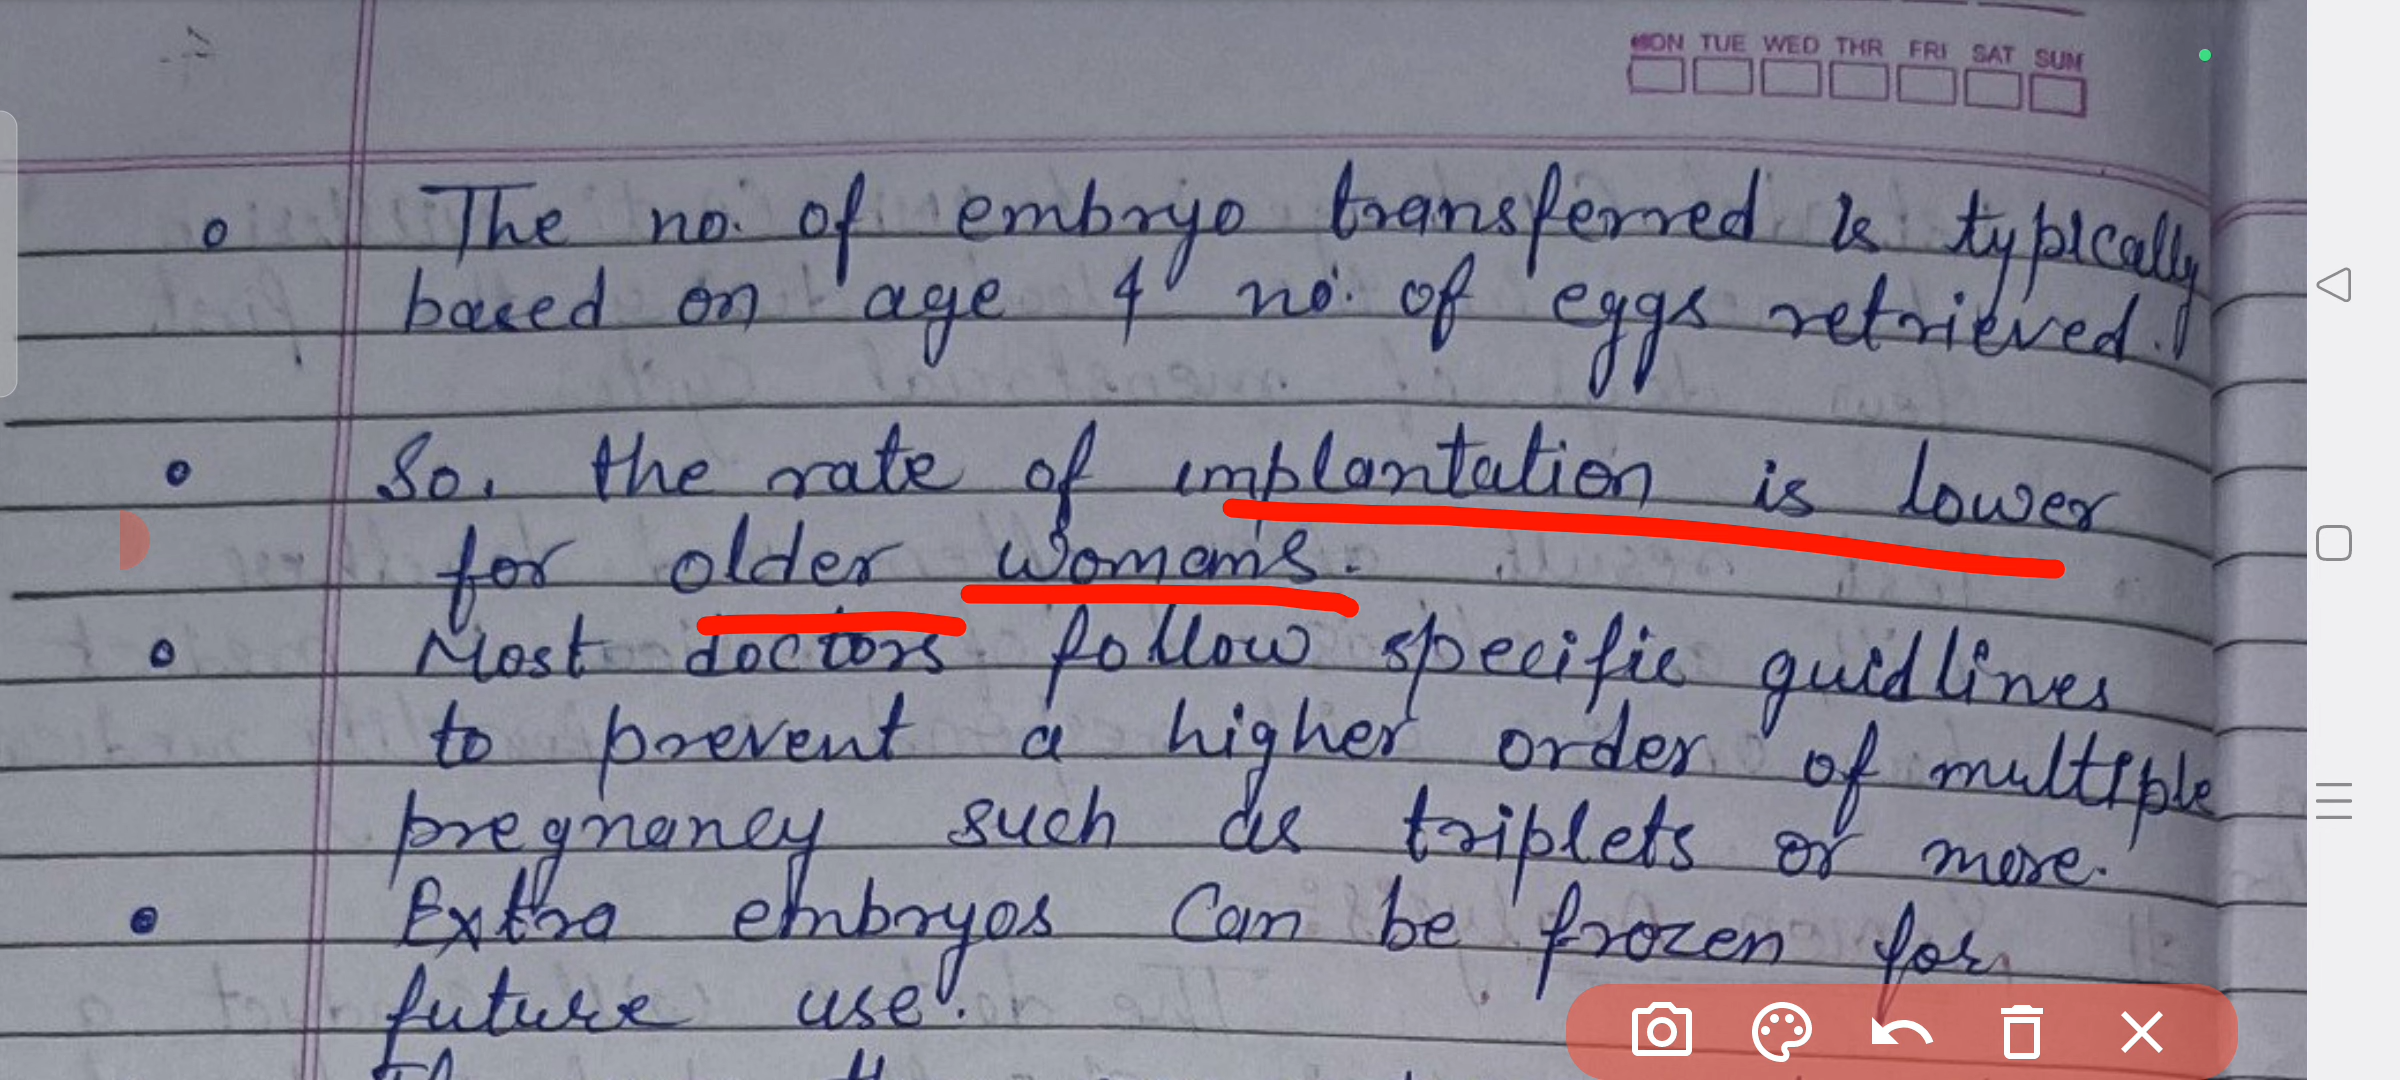 MON TUE WED THR FRI SAT SUN
The no. of embryo transferred is typically
based on age & no. of eggs retrieved.
So, the rate of implantation is lower
for older women's.
Most doctors follow specific guidlines
to prevent a higher order of multiple
pregnancy such as triplets or more.
Extra embryos can be frozen for
future use.